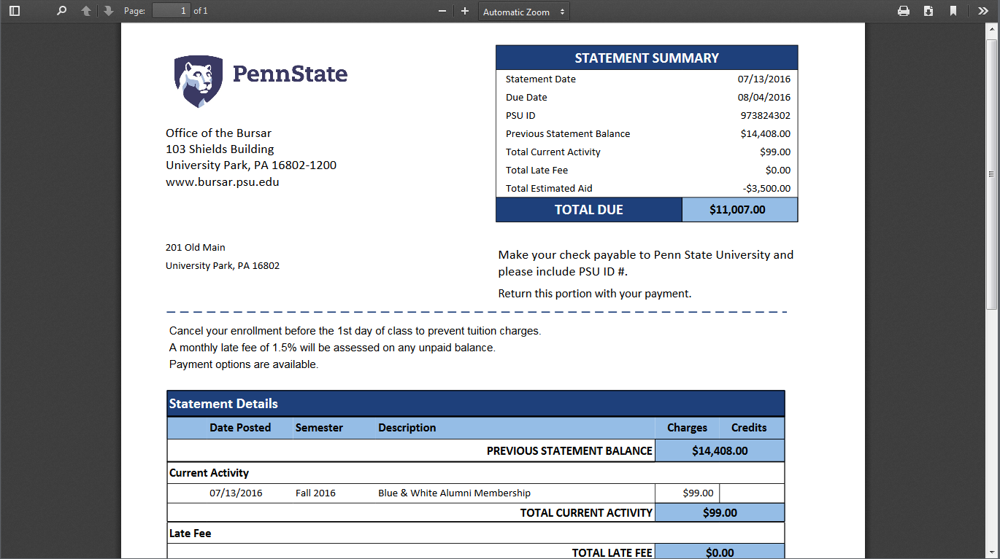 Page: 1 of 1
Automatic Zoom
PennState
Office of the Bursar
103 Shields Building
University Park, PA 16802-1200
www.bursar.psu.edu
STATEMENT SUMMARY
Statement Date 07/13/2016
Due Date 08/04/2016
PSU ID 973824302
Previous Statement Balance $14,408.00
Total Current Activity $99.00
Total Late Fee $0.00
Total Estimated Aid -$3,500.00
TOTAL DUE $11,007.00
201 Old Main
University Park, PA 16802
Make your check payable to Penn State University and
please include PSU ID #.
Return this portion with your payment.
Cancel your enrollment before the 1st day of class to prevent tuition charges.
A monthly late fee of 1.5% will be assessed on any unpaid balance.
Payment options are available.
Statement Details
Date Posted Semester Description Charges Credits
PREVIOUS STATEMENT BALANCE $14,408.00
Current Activity
07/13/2016 Fall 2016 Blue & White Alumni Membership $99.00
TOTAL CURRENT ACTIVITY $99.00
Late Fee
TOTAL LATE FEE $0.00